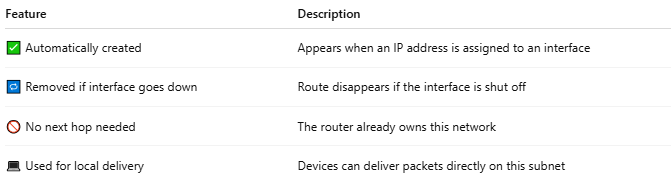 Feature Description
✅ Automatically created Appears when an IP address is assigned to an interface
🔁 Removed if interface goes down Route disappears if the interface is shut off
🚫 No next hop needed The router already owns this network
💻 Used for local delivery Devices can deliver packets directly on this subnet